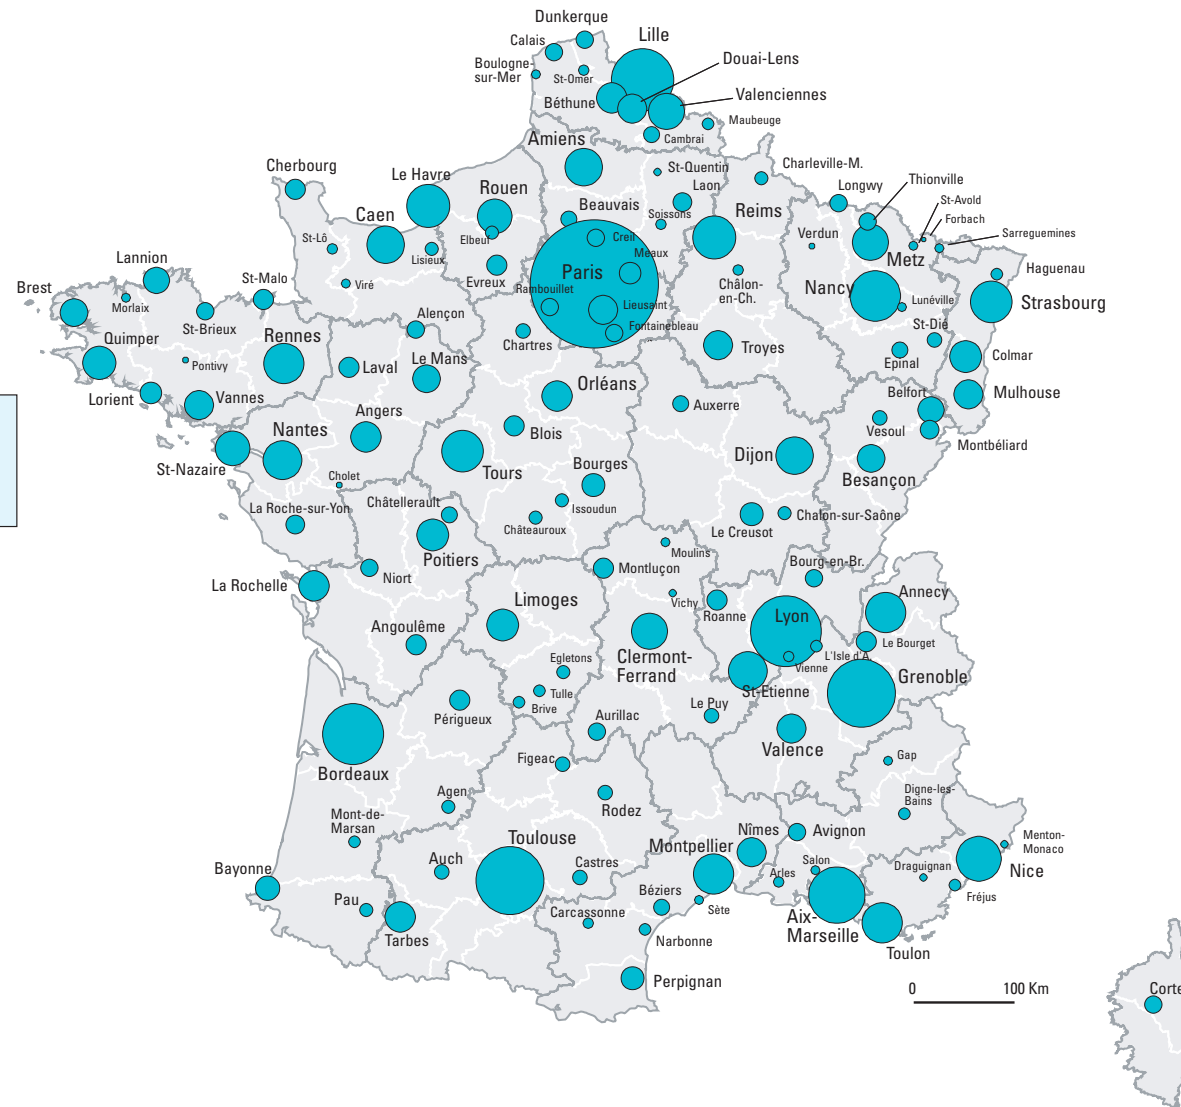 Dunkerque
Lille
Calais
Douai-Lens
Boulogne-
sur-Mer
St-Omer
Valenciennes
Béthune
Maubeuge
Cambrai
Amiens
Cherbourg
St-Quentin
Charleville-M.
Le Havre
Laon
Longwy
Thionville
Rouen
St-Avold
Caen
Beauvais
Soissons
Reims
Forbach
Verdun
Sarreguemines
St-Lô
Elbeuf
Creil
Lisieux
Meaux
Metz
Lannion
Haguenau
Brest
St-Malo
Viré
Evreux
Paris
Châlon-
en-Ch.
Nancy
Morlaix
Rambouillet
Lieusaint
Lunéville
Strasbourg
St-Brieux
Alençon
Fontainebleau
St-Dié
Quimper
Rennes
Chartres
Troyes
Colmar
Pontivy
Laval
Le Mans
Epinal
Orléans
Belfort
Mulhouse
Lorient
Vannes
Angers
Auxerre
Nantes
Blois
Vesoul
Montbéliard
St-Nazaire
Tours
Bourges
Dijon
Besançon
Cholet
Châtellerault
La Roche-sur-Yon
Issoudun
Châteauroux
Le Creusot
Chalon-sur-Saône
Poitiers
Moulins
Montluçon
Bourg-en-Br.
La Rochelle
Niort
Annecy
Limoges
Vichy
Roanne
Lyon
Angoulême
Le Bourget
Clermont-
Ferrand
L'Isle d'A.
Vienne
Egletons
Grenoble
Tulle
St-Etienne
Brive
Périgueux
Le Puy
Aurillac
Valence
Figeac
Gap
Bordeaux
Agen
Rodez
Digne-les-
Bains
Mont-de-
Marsan
Toulouse
Nîmes
Avignon
Menton-
Monaco
Montpellier
Auch
Castres
Salon
Bayonne
Arles
Draguignan
Nice
Béziers
Fréjus
Pau
Carcassonne
Sète
Aix-
Marseille
Tarbes
Narbonne
Toulon
Perpignan
0 100 Km
Corte